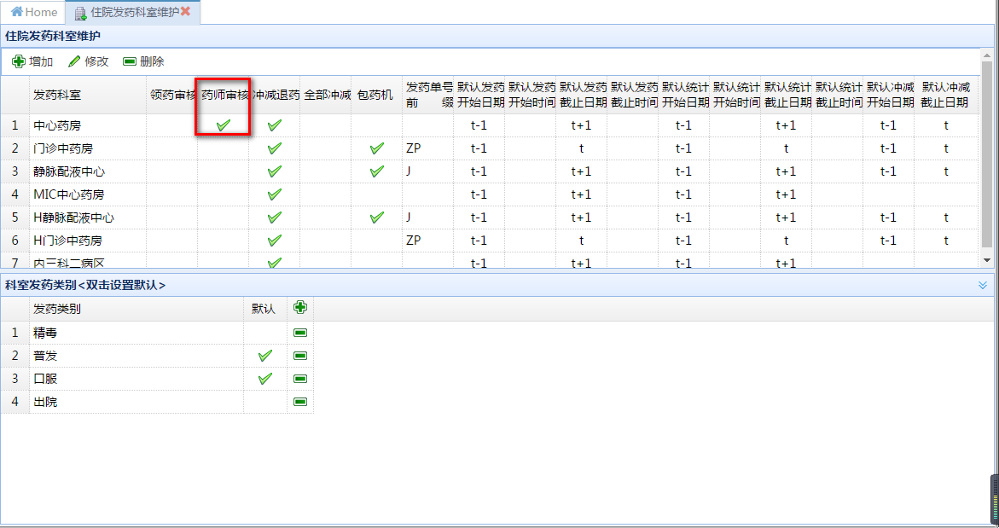 Home 住院发药科室维护
住院发药科室维护
增加 修改 删除
发药科室 领药审核 药师审核 冲减退药 全部冲减 包药机 发药单号前缀 默认发药开始日期 默认发药开始时间 默认发药截止日期 默认发药截止时间 默认统计开始日期 默认统计开始时间 默认统计截止日期 默认统计截止时间 默认冲减开始日期 默认冲减截止日期
1 中心药房 t-1 t+1 t-1 t+1 t-1 t
2 门诊中药房 ZP t-1 t t-1 t t-1 t
3 静脉配液中心 J t-1 t+1 t-1 t+1 t-1 t
4 MIC中心药房 t-1 t+1 t-1 t+1
5 H静脉配液中心 J t-1 t+1 t-1 t+1 t-1 t
6 H门诊中药房 ZP t-1 t t-1 t t-1 t
7 内三科二病区 t-1 t+1 t-1 t+1
科室发药类别<双击设置默认>
发药类别 默认
1 精毒
2 普发
3 口服
4 出院